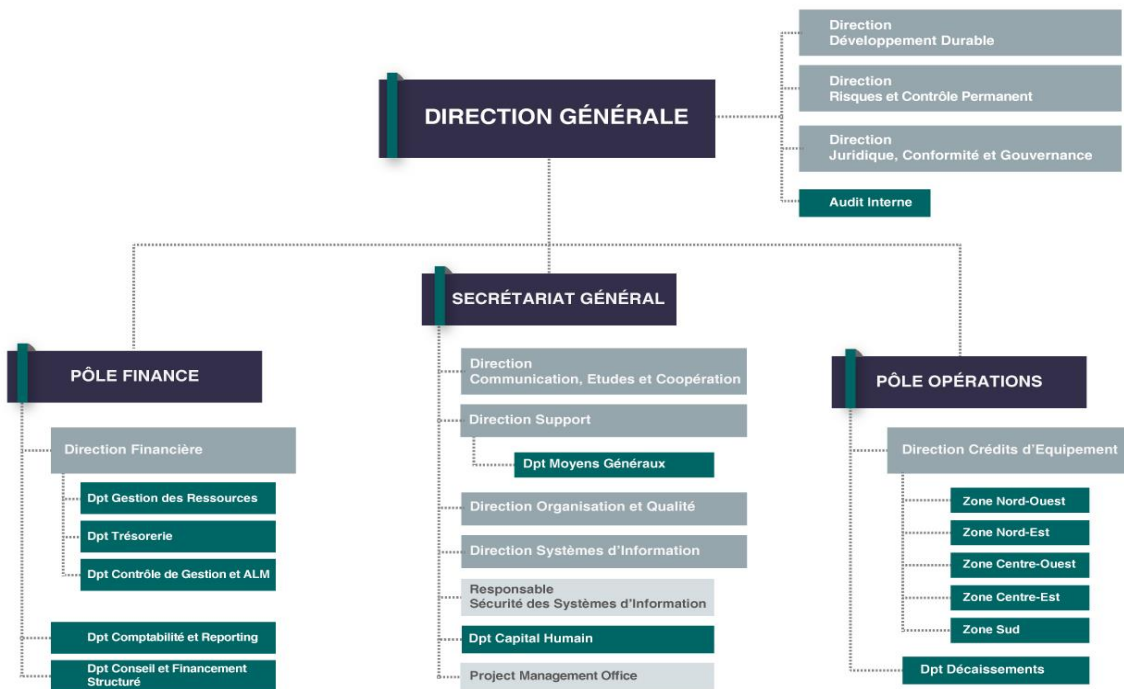 Direction
Développement Durable
Direction
Risques et Contrôle Permanent
DIRECTION GÉNÉRALE
Direction
Juridique, Conformité et Gouvernance
Audit Interne
SECRÉTARIAT GÉNÉRAL
PÔLE FINANCE
Direction Financière
Dpt Gestion des Ressources
Dpt Trésorerie
Dpt Contrôle de Gestion et ALM
Dpt Comptabilité et Reporting
Dpt Conseil et Financement
Structuré
Direction
Communication, Etudes et Coopération
Direction Support
Dpt Moyens Généraux
Direction Organisation et Qualité
Direction Systèmes d'Information
Responsable
Sécurité des Systèmes d'Information
Dpt Capital Humain
Project Management Office
PÔLE OPÉRATIONS
Direction Crédits d'Equipement
Zone Nord-Ouest
Zone Nord-Est
Zone Centre-Ouest
Zone Centre-Est
Zone Sud
Dpt Décaissements